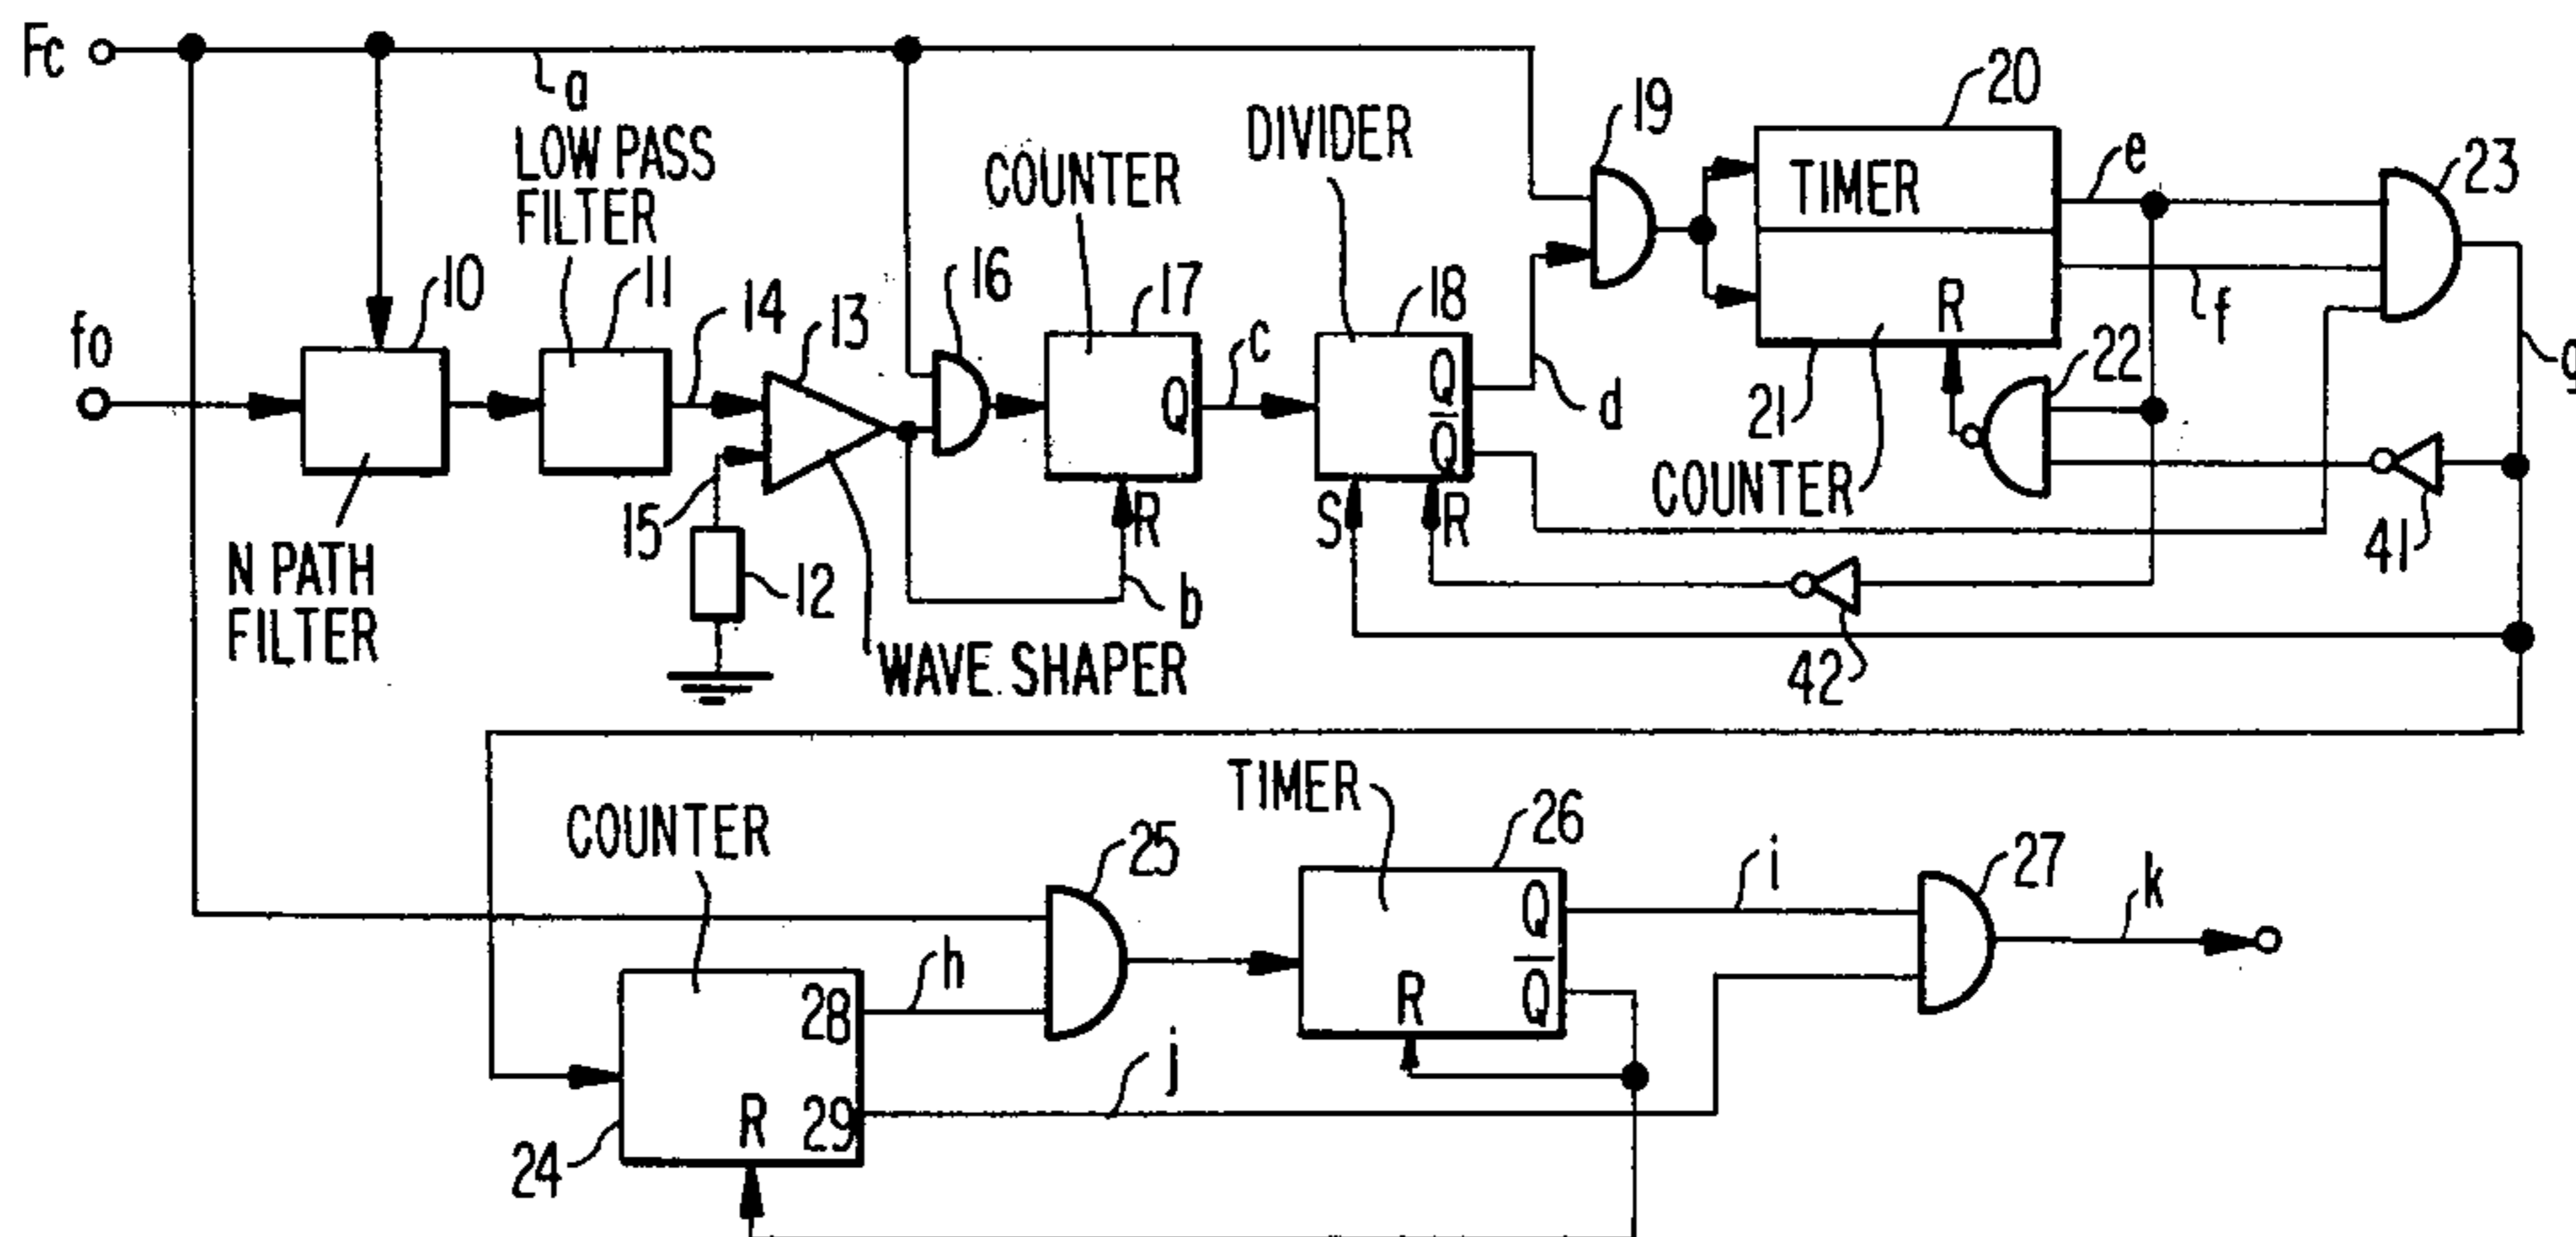 Fc
a
20
19
DIVIDER
LOW PASS
FILTER
COUNTER
TIMER
e
23
10
11
14
13
16
17
18
fo
Q
c
Q
Q
d
R
f
22
g
21
COUNTER
15
12
R
b
S
R
41
N PATH
FILTER
WAVE SHAPER
42
TIMER
COUNTER
25
26
i
27
k
h
28
Q
Q
R
j
R
29
24